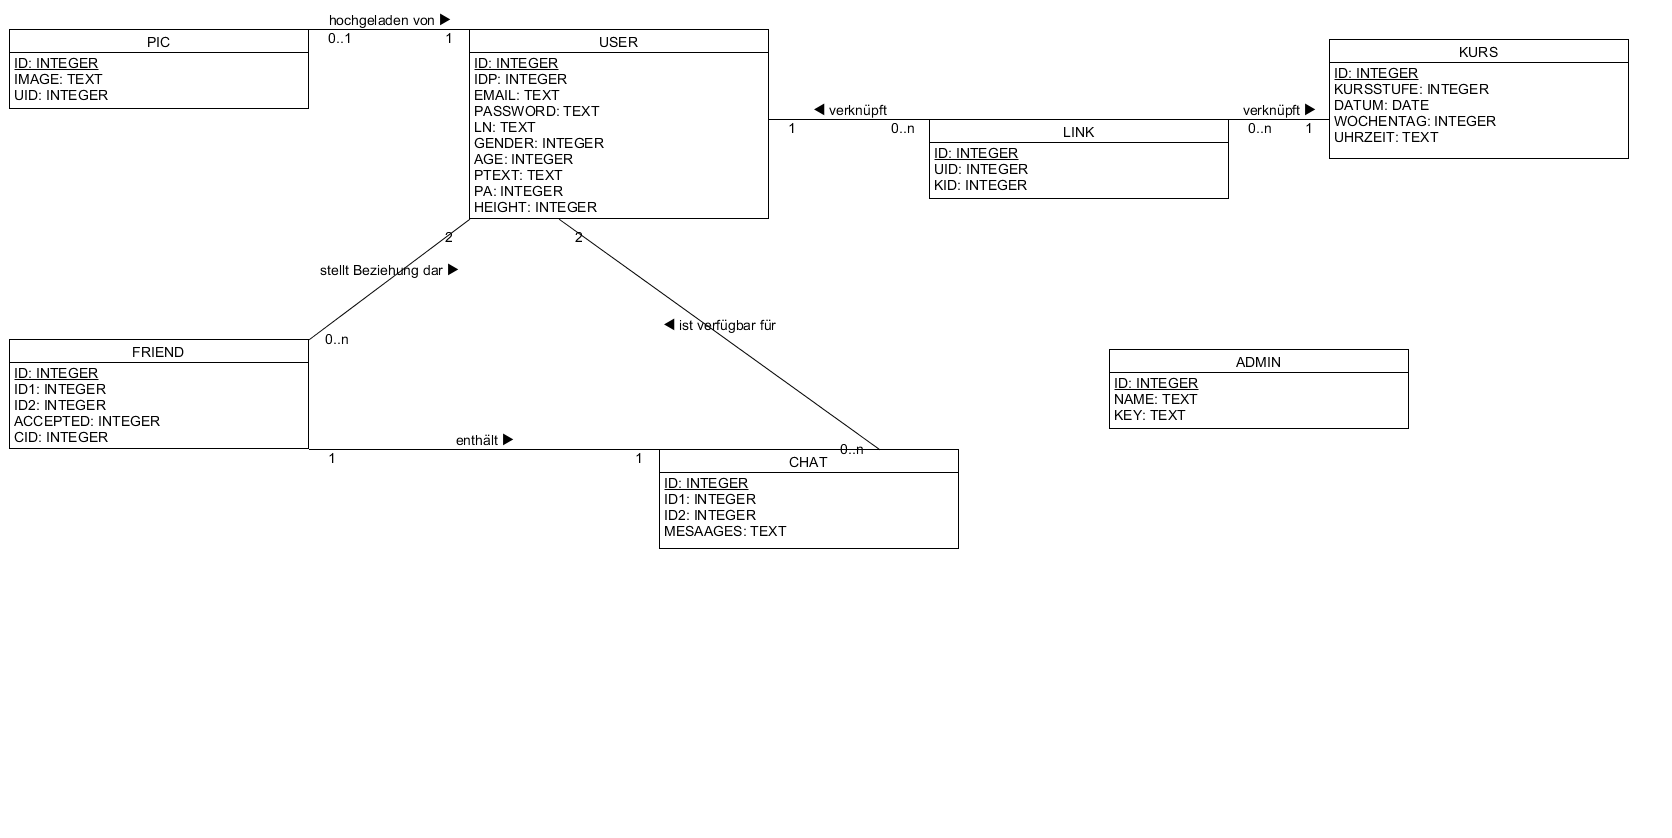 hochgeladen von ▶
0..1
1
PIC
ID: INTEGER
IMAGE: TEXT
UID: INTEGER
USER
ID: INTEGER
IDP: INTEGER
EMAIL: TEXT
PASSWORD: TEXT
LN: TEXT
GENDER: INTEGER
AGE: INTEGER
PTEXT: TEXT
PA: INTEGER
HEIGHT: INTEGER
◀ verknüpft
1
0..n
LINK
ID: INTEGER
UID: INTEGER
KID: INTEGER
verknüpft ▶
0..n
1
KURS
ID: INTEGER
KURSSTUFE: INTEGER
DATUM: DATE
WOCHENTAG: INTEGER
UHRZEIT: TEXT
2
2
stellt Beziehung dar ▶
0..n
◀ ist verfügbar für
0..n
FRIEND
ID: INTEGER
ID1: INTEGER
ID2: INTEGER
ACCEPTED: INTEGER
CID: INTEGER
ADMIN
ID: INTEGER
NAME: TEXT
KEY: TEXT
enthält ▶
1
1
CHAT
ID: INTEGER
ID1: INTEGER
ID2: INTEGER
MESAAGES: TEXT